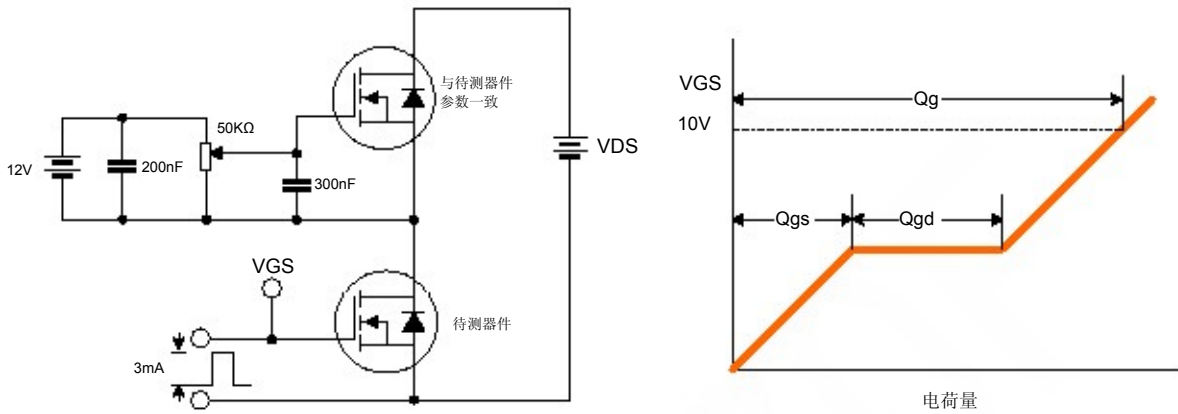 与待测器件
参数一致
50KΩ
12V
200nF
300nF
VDS
VGS
待测器件
3mA
VGS
Qg
10V
Qgs
Qgd
电荷量